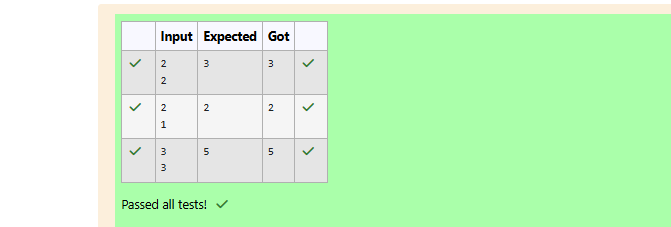 Input Expected Got
2 3 3
2
2 2 2
1
3 5 5
3
Passed all tests!